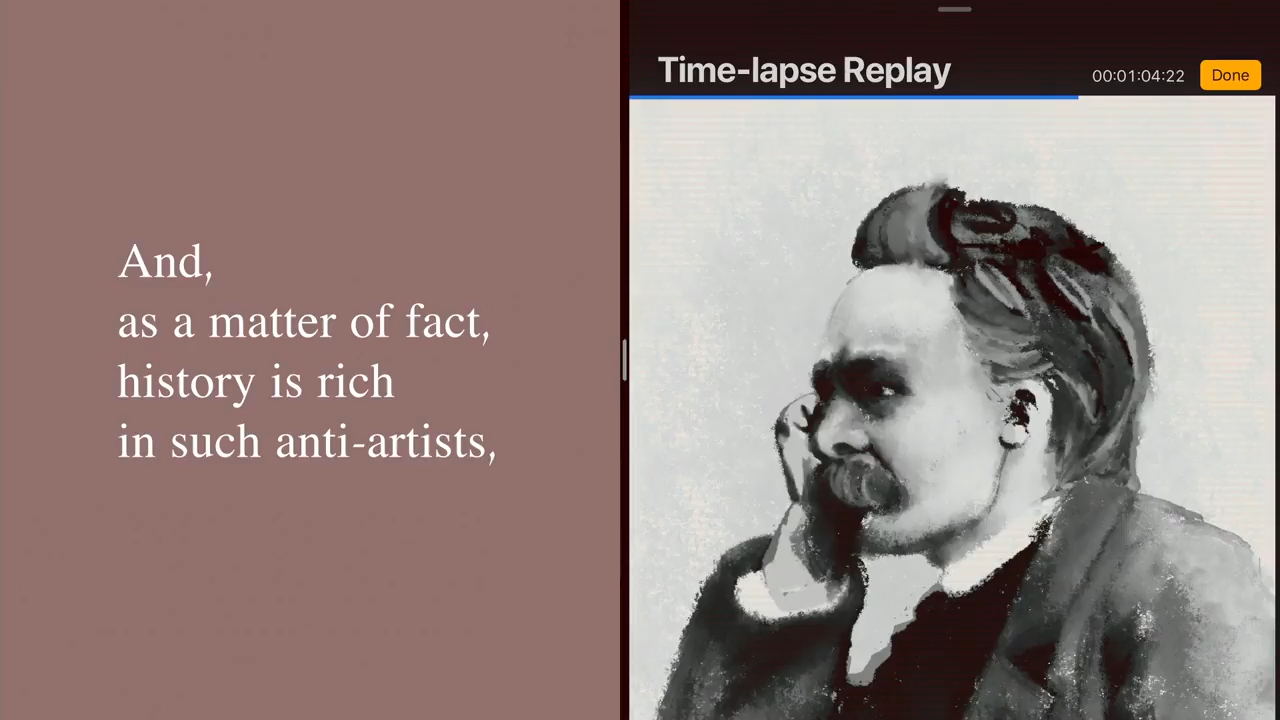 And,
as a matter of fact,
history is rich
in such anti-artists,
Time-lapse Replay
00:01:04:22
Done